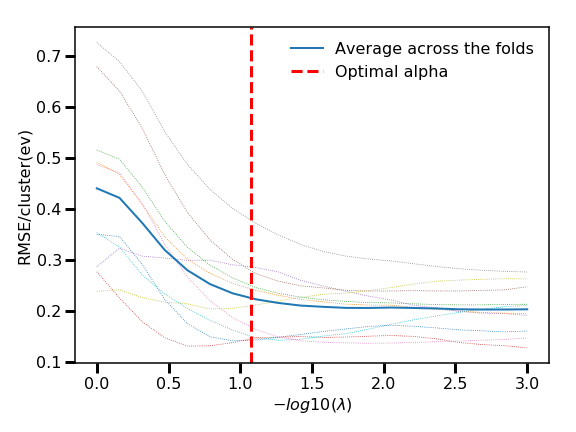 Average across the folds
Optimal alpha
RMSE/cluster(ev)
0.7
0.6
0.5
0.4
0.3
0.2
0.1
0.0 0.5 1.0 1.5 2.0 2.5 3.0
−log10(λ)